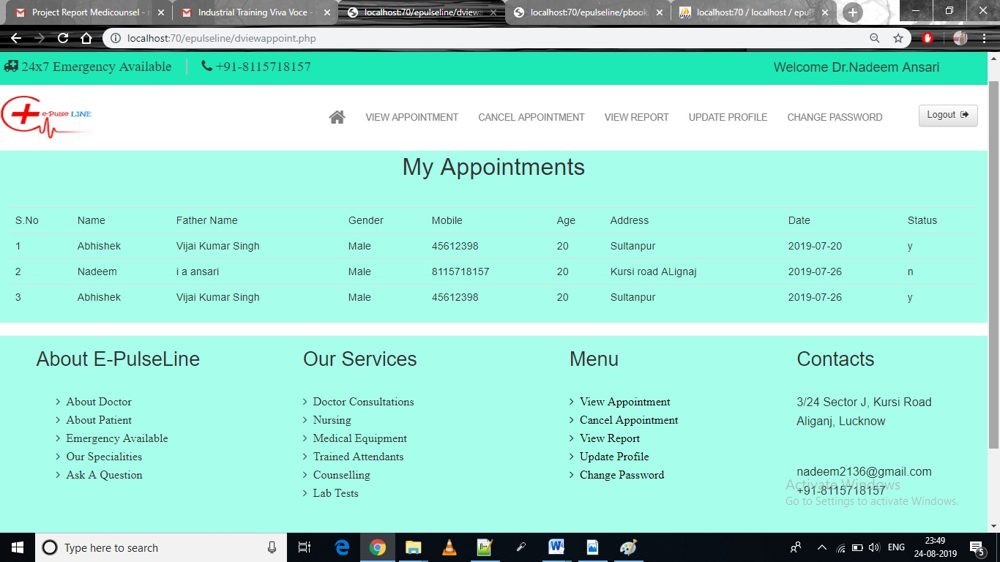 Project Report Medicounsel - n
Industrial Training Viva Voce -
localhost:70/epulseline/dviewa
localhost:70/epulseline/pbook
localhost:70 / localhost / epuls
localhost:70/epulseline/dviewappoint.php
24x7 Emergency Available +91-8115718157 Welcome Dr.Nadeem Ansari
e-Pulse LINE
VIEW APPOINTMENT CANCEL APPOINTMENT VIEW REPORT UPDATE PROFILE CHANGE PASSWORD Logout
My Appointments
S.No Name Father Name Gender Mobile Age Address Date Status
1 Abhishek Vijai Kumar Singh Male 45612398 20 Sultanpur 2019-07-20 y
2 Nadeem i a ansari Male 8115718157 20 Kursi road ALignaj 2019-07-26 n
3 Abhishek Vijai Kumar Singh Male 45612398 20 Sultanpur 2019-07-26 y
About E-PulseLine
About Doctor
About Patient
Emergency Available
Our Specialities
Ask A Question
Our Services
Doctor Consultations
Nursing
Medical Equipment
Trained Attendants
Counselling
Lab Tests
Menu
View Appointment
Cancel Appointment
View Report
Update Profile
Change Password
Contacts
3/24 Sector J, Kursi Road
Aliganj, Lucknow
nadeem2136@gmail.com
+91-8115718157
Activate Windows
Go to Settings to activate Windows.
Type here to search
ENG
23:49
24-08-2019
5